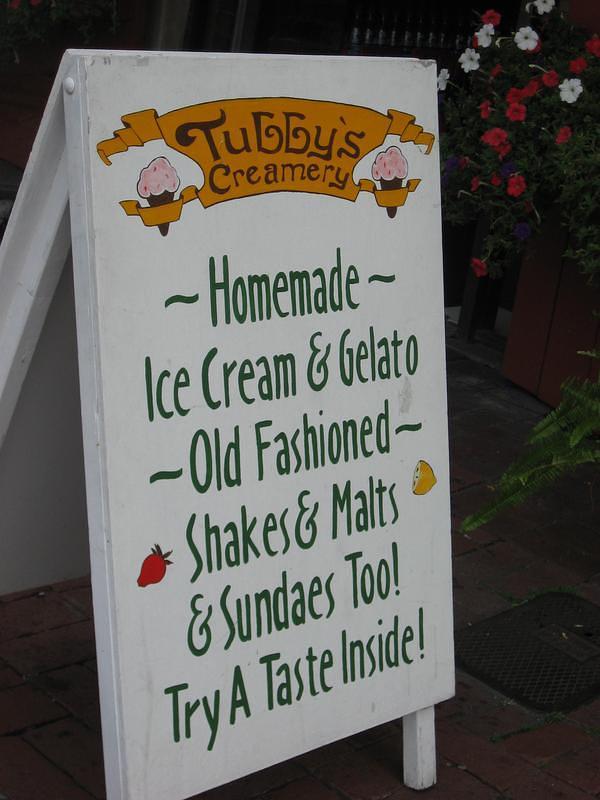 Tubby's
Creamery
~Homemade~
Ice Cream & Gelato
~Old Fashioned~
Shakes & Malts
& Sundaes Too!
Try A Taste Inside!